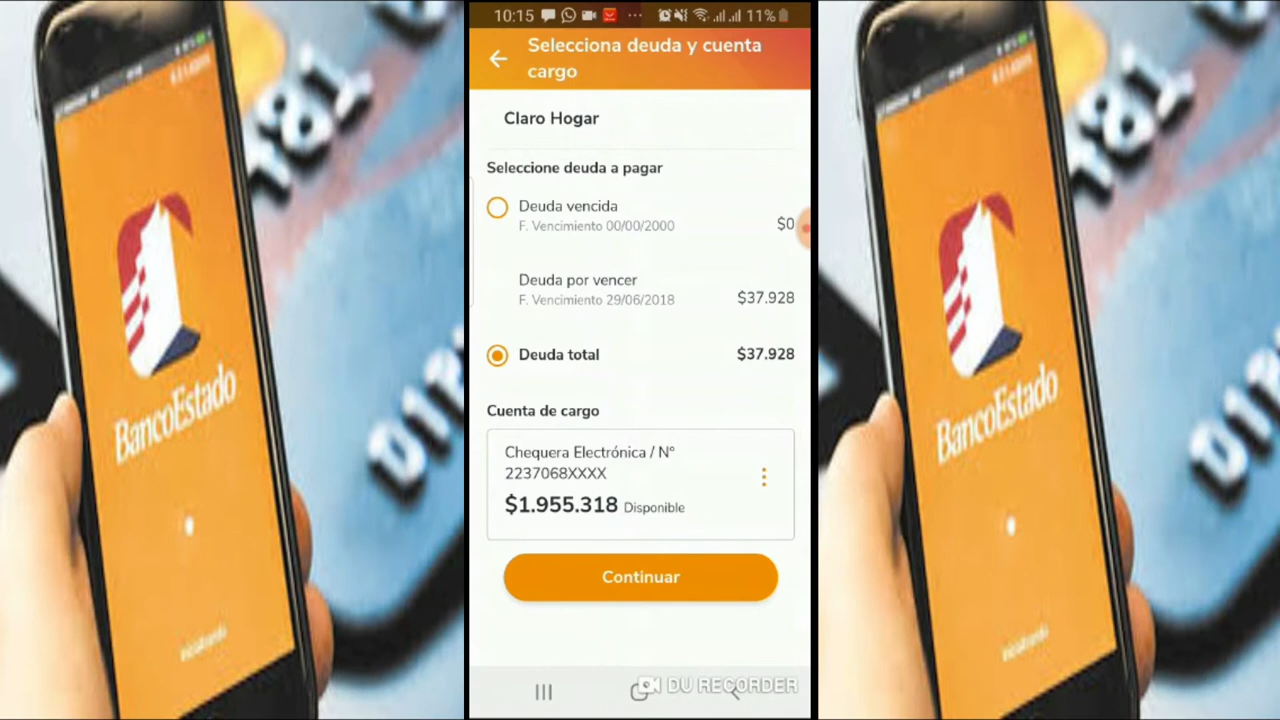 10:15
11%
Selecciona deuda y cuenta
cargo
Claro Hogar
Seleccione deuda a pagar
Deuda vencida
F. Vencimiento 00/00/2000
$0
Deuda por vencer
F. Vencimiento 29/06/2018
$37.928
Deuda total
$37.928
Cuenta de cargo
Chequera Electrónica / N°
2237068XXXX
$1.955.318 Disponible
Continuar
DU RECORDER
BancoEstado
BancoEstado